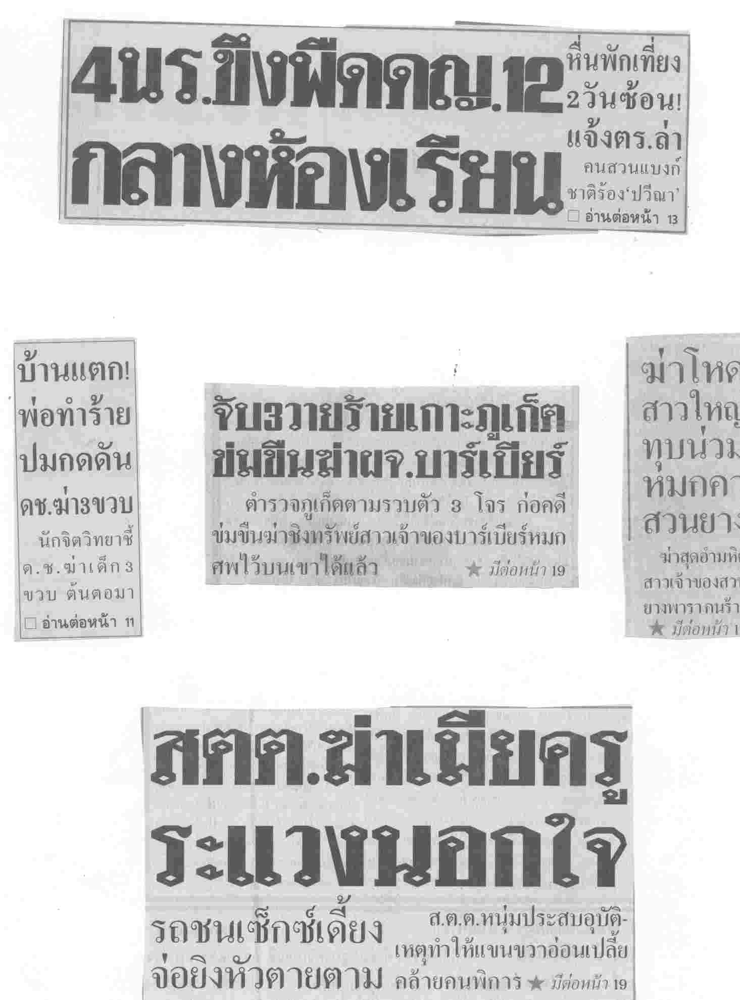 4นร.ขึงพืดดญ.12
กลางห้องเรียน
หื่นพักเที่ยง
2วันซ้อน!
แจ้งตร.ล่า
คนสวนแบงก์
ชาติร้อง‘ปวีณา’
□ อ่านต่อหน้า 13
บ้านแตก!
พ่อทำร้าย
ปมกดดัน
ดช.ฆ่า3ขวบ
นักจิตวิทยาชี้
ด.ช.ฆ่าเด็ก3
ขวบ ต้นตอมา
□ อ่านต่อหน้า 11
จับ3วายร้ายเกาะภูเก็ต
ข่มขืนฆ่าผจ.บาร์เบียร์
ตำรวจภูเก็ตตามรวบตัว 3 โจร ก่อคดี
ข่มขืนฆ่าชิงทรัพย์สาวเจ้าของบาร์เบียร์หมก
ศพไว้บนเขาได้แล้ว ★ มีต่อหน้า 19
ฆ่าโหด
สาวใหญ
ทุบน่วม
หมกคา
สวนยาง
ฆ่าสุดอำมหิต
สาวเจ้าของสวน
ยางพาราคนร้า
★ มีต่อหน้า 1
สตต.ฆ่าเมียครู
ระแวงนอกใจ
รถชนเซ็กซ์เดี้ยง
จ่อยิงหัวตายตาม
ส.ต.ต.หนุ่มประสบอุบัติ-
เหตุทำให้แขนขวาอ่อนเปลี้ย
คล้ายคนพิการ ★ มีต่อหน้า 19